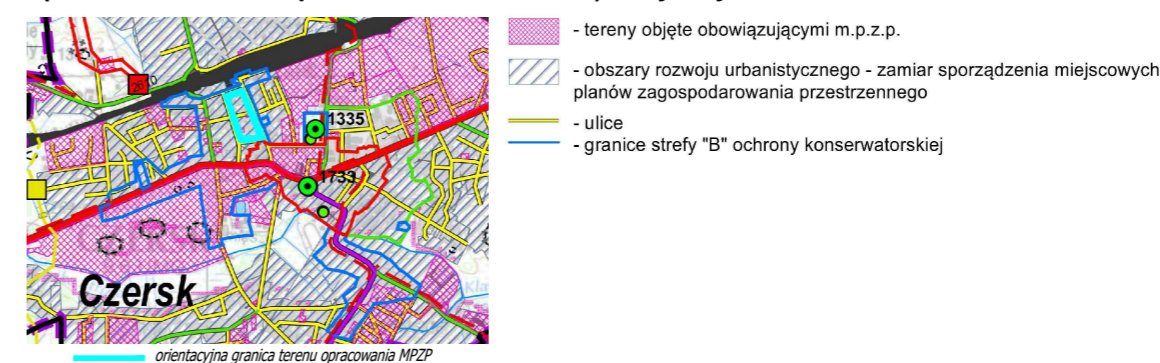 - tereny objęte obowiązującymi m.p.z.p.
- obszary rozwoju urbanistycznego - zamiar sporządzenia miejscowych
planów zagospodarowania przestrzennego
- ulice
- granice strefy "B" ochrony konserwatorskiej
1335
1733
Czersk
orientacyjna granica terenu opracowania MPZP